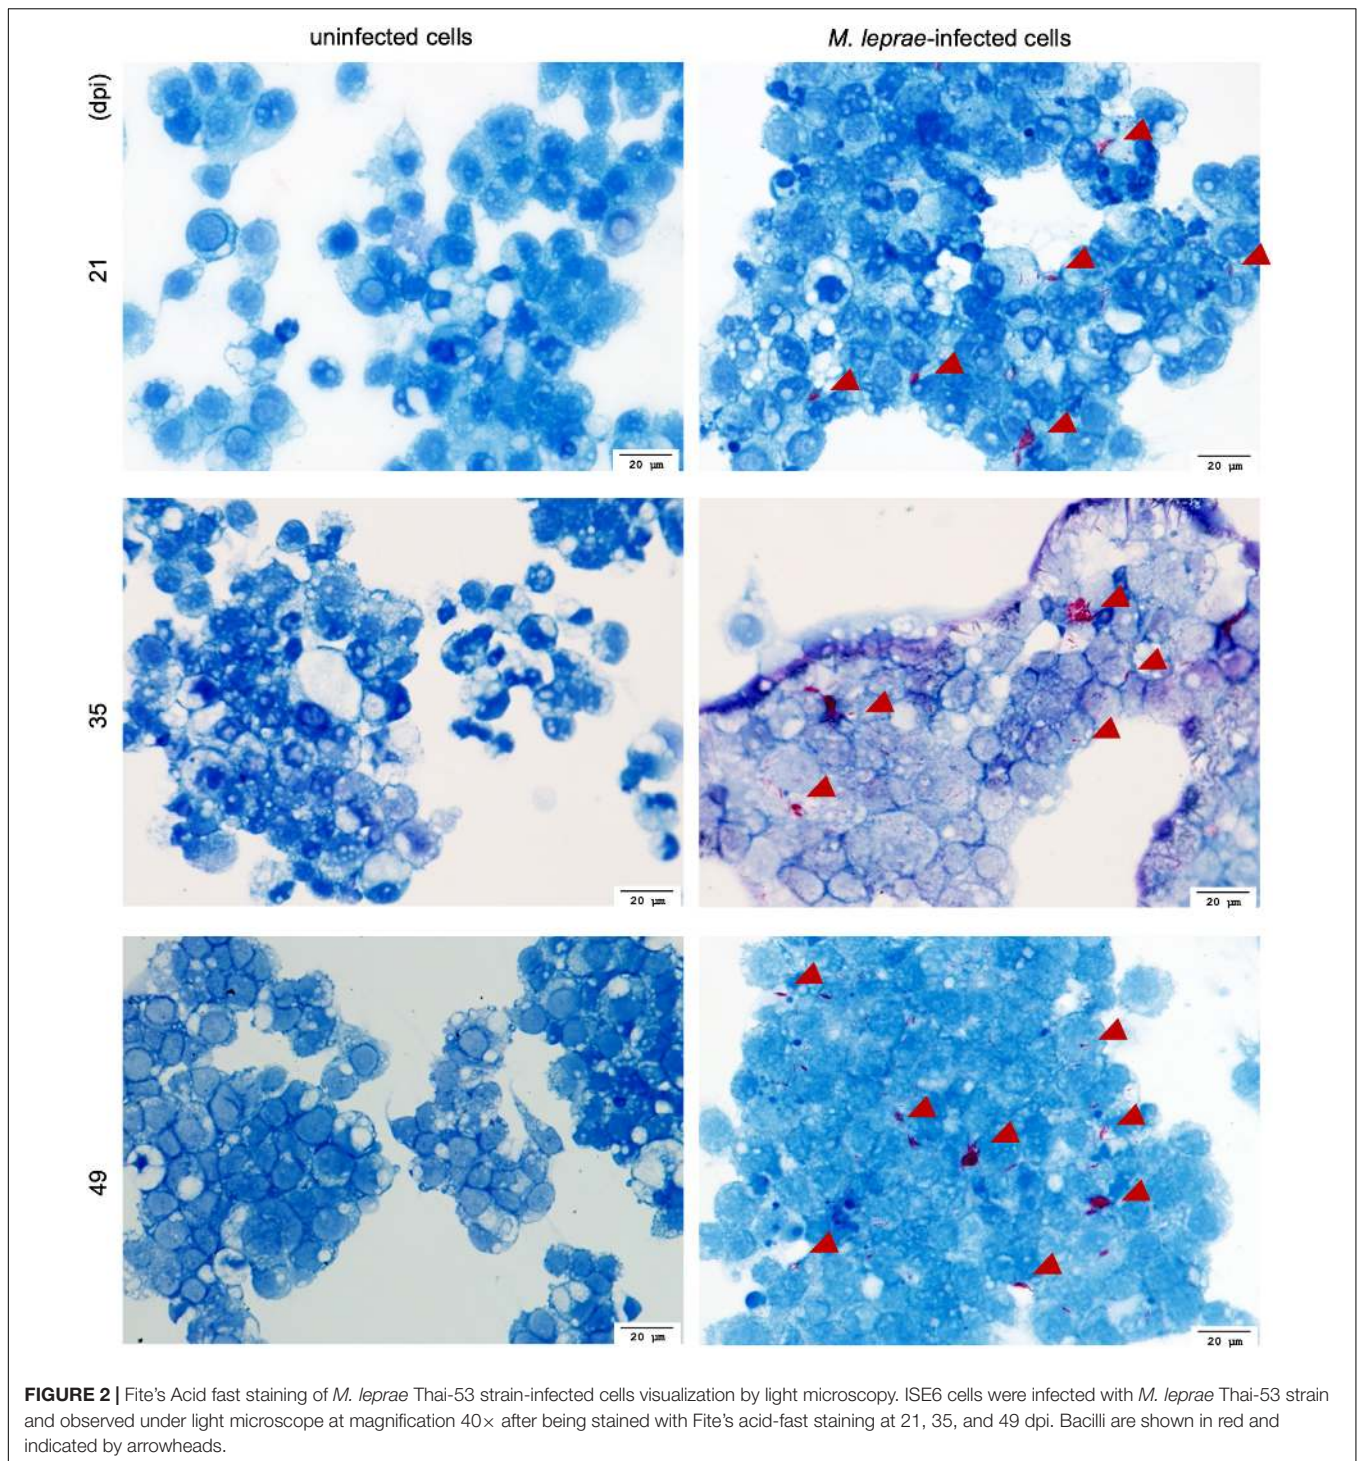 uninfected cells
M. leprae-infected cells
(dpi)
21
20 µm
20 µm
35
20 µm
20 µm
49
20 µm
20 µm
FIGURE 2 | Fite's Acid fast staining of M. leprae Thai-53 strain-infected cells visualization by light microscopy. ISE6 cells were infected with M. leprae Thai-53 strain
and observed under light microscope at magnification 40× after being stained with Fite's acid-fast staining at 21, 35, and 49 dpi. Bacilli are shown in red and
indicated by arrowheads.